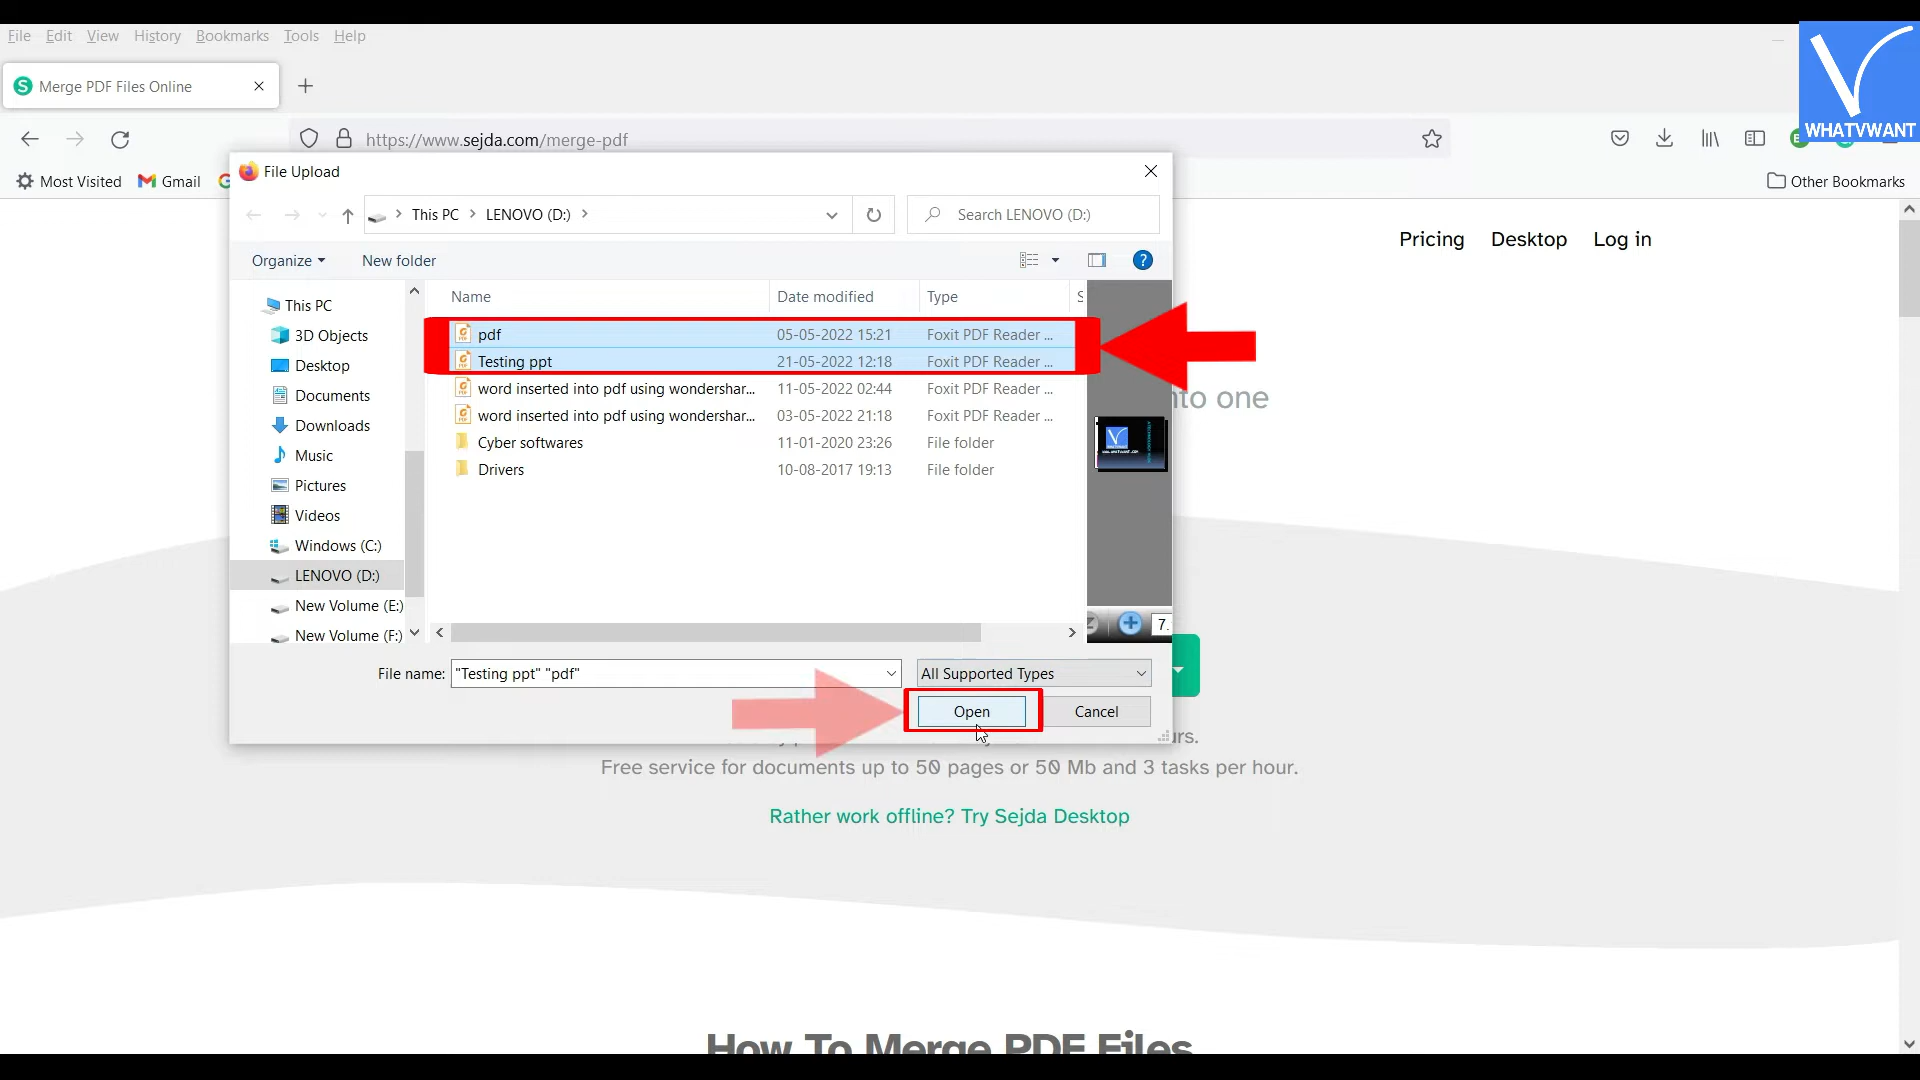 File Edit View History Bookmarks Tools Help
Merge PDF Files Online
https://www.sejda.com/merge-pdf
WHATVWANT
Most Visited Gmail
Other Bookmarks
File Upload
This PC LENOVO (D:)
Search LENOVO (D:)
Pricing Desktop Log in
Organize New folder
Name Date modified Type S
This PC
3D Objects
Desktop
Documents
Downloads
Music
Pictures
Videos
Windows (C:)
LENOVO (D:)
New Volume (E:)
New Volume (F:)
pdf 05-05-2022 15:21 Foxit PDF Reader ...
Testing ppt 21-05-2022 12:18 Foxit PDF Reader ...
word inserted into pdf using wondershar... 11-05-2022 02:44 Foxit PDF Reader ...
word inserted into pdf using wondershar... 03-05-2022 21:18 Foxit PDF Reader ...
Cyber softwares 11-01-2020 23:26 File folder
Drivers 10-08-2017 19:13 File folder
into one
7.
File name: "Testing ppt" "pdf" All Supported Types
Open Cancel
Free service for documents up to 50 pages or 50 Mb and 3 tasks per hour.
Rather work offline? Try Sejda Desktop
How To Merge PDF Files